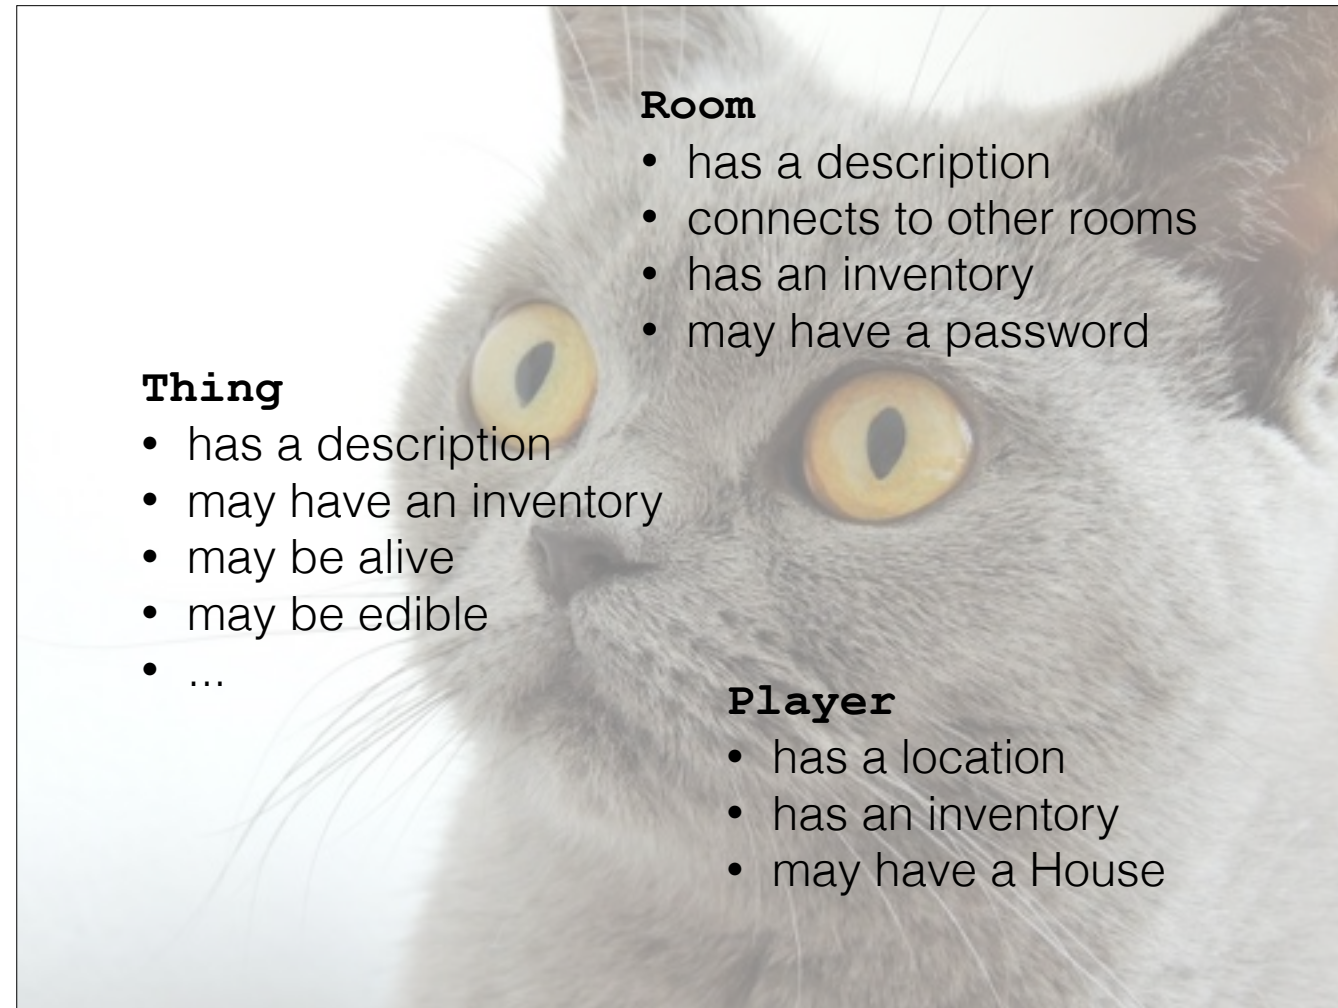 Room
• has a description
• connects to other rooms
• has an inventory
• may have a password
Thing
• has a description
• may have an inventory
• may be alive
• may be edible
• ...
Player
• has a location
• has an inventory
• may have a House